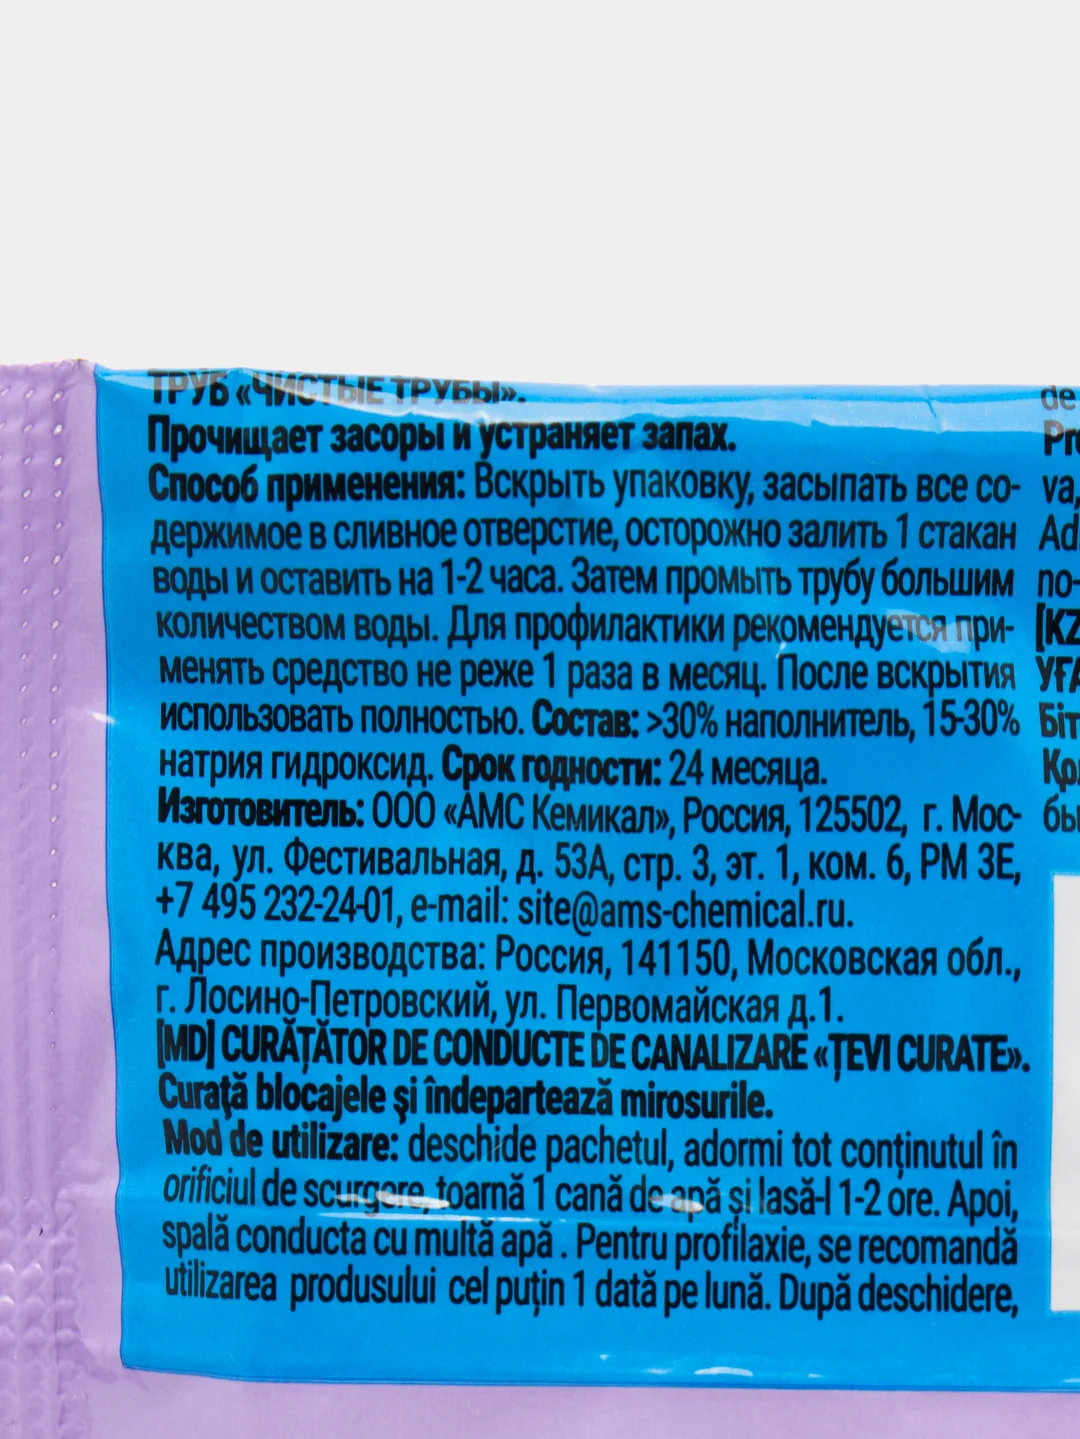 ТРУБ «ЧИСТЫЕ ТРУБЫ».
Прочищает засоры и устраняет запах.
Способ применения: Вскрыть упаковку, засыпать все со-
держимое в сливное отверстие, осторожно залить 1 стакан
воды и оставить на 1-2 часа. Затем промыть трубу большим
количеством воды. Для профилактики рекомендуется при-
менять средство не реже 1 раза в месяц. После вскрытия
использовать полностью. Состав: >30% наполнитель, 15-30%
натрия гидроксид. Срок годности: 24 месяца.
Изготовитель: ООО «АМС Кемикал», Россия, 125502, г. Мос-
ква, ул. Фестивальная, д. 53А, стр. 3, эт. 1, ком. 6, РМ 3Е,
+7 495 232-24-01, e-mail: site@ams-chemical.ru.
Адрес производства: Россия, 141150, Московская обл.,
г. Лосино-Петровский, ул. Первомайская д.1.
[MD] CURĂȚĂTOR DE CONDUCTE DE CANALIZARE «ȚEVI CURATE».
Curață blocajele și îndepartează mirosurile.
Mod de utilizare: deschide pachetul, adormi tot conținutul în
orificiul de scurgere, toarnă 1 cană de apă și lasă-l 1-2 ore. Apoi,
spală conducta cu multă apă . Pentru profilaxie, se recomandă
utilizarea produsului cel puțin 1 dată pe lună. După deschidere,
de
va,
no-
[KZ